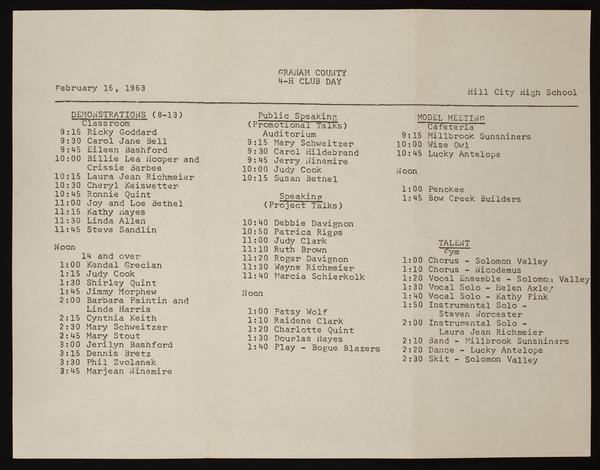 GRAHAM COUNTY
4-H CLUB DAY
February 16, 1963
Hill City High School
DEMONSTRATIONS (8-13)
Classroom
9:15 Ricky Goddard
9:30 Carol Jane Bell
9:45 Eileen Bashford
10:00 Billie Lea Hooper and
Crissie Barbee
10:15 Laura Jean Richmeier
10:30 Cheryl Keiswetter
10:45 Ronnie Quint
11:00 Joy and Loe Bethel
11:15 Kathy Hayes
11:30 Linda Allen
11:45 Steve Sandlin
Noon
14 and over
1:00 Kendal Grecian
1:15 Judy Cook
1:30 Shirley Quint
1:45 Jimmy Morphew
2:00 Barbara Paintin and
Linda Harris
2:15 Cynthia Keith
2:30 Mary Schweitzer
2:45 Mary Stout
3:00 Jerilyn Bashford
3:15 Dennis Bretz
3:30 Phil Zvolanek
3:45 Marjean Minemire
Public Speaking
(Promotional Talks)
Auditorium
9:15 Mary Schweitzer
9:30 Carol Hildebrand
9:45 Jerry Minemire
10:00 Judy Cook
10:15 Susan Bethel
Speaking
(Project Talks)
10:40 Debbie Davignon
10:50 Patrica Riggs
11:00 Judy Clark
11:10 Ruth Brown
11:20 Roger Davignon
11:30 Wayne Richmeier
11:40 Marcia Schierkolk
Noon
1:00 Patsy Wolf
1:10 Raidene Clark
1:20 Charlotte Quint
1:30 Douglas Hayes
1:40 Play - Bogue Blazers
MODEL MEETING
Cafeteria
9:15 Millbrook Sunshiners
10:00 Wise Owl
10:45 Lucky Antelope
Noon
1:00 Penokee
1:45 Bow Creek Builders
TALENT
Gym
1:00 Chorus - Solomon Valley
1:10 Chorus - Nicodemus
1:20 Vocal Ensemble - Solomon Valley
1:30 Vocal Solo - Helen Axley
1:40 Vocal Solo - Kathy Fink
1:50 Instrumental Solo -
Steven Worcester
2:00 Instrumental Solo -
Laura Jean Richmeier
2:10 Band - Millbrook Sunshiners
2:20 Dance - Lucky Antelope
2:30 Skit - Solomon Valley